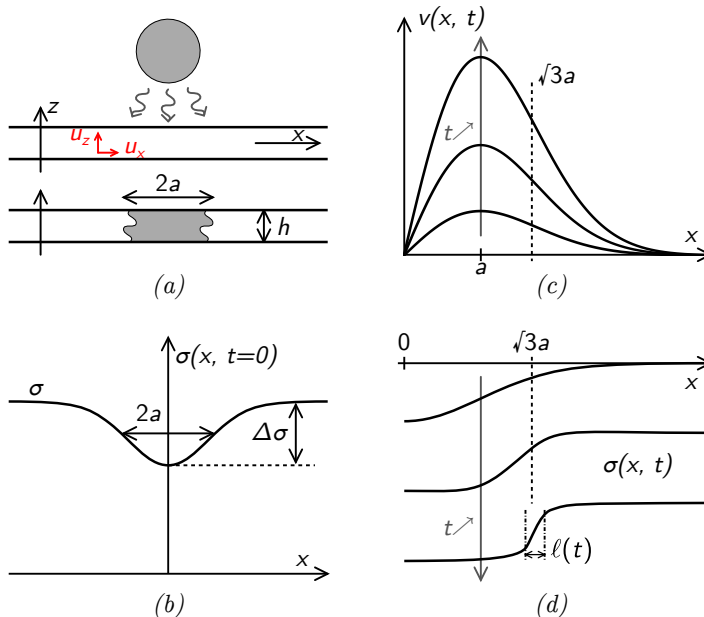 z
u_z
u_x
x
2a
h
(a)
v(x, t)
√3a
t↗
x
a
(c)
σ(x, t=0)
σ
2a
Δσ
x
(b)
0
√3a
x
σ(x, t)
t↗
ℓ(t)
(d)